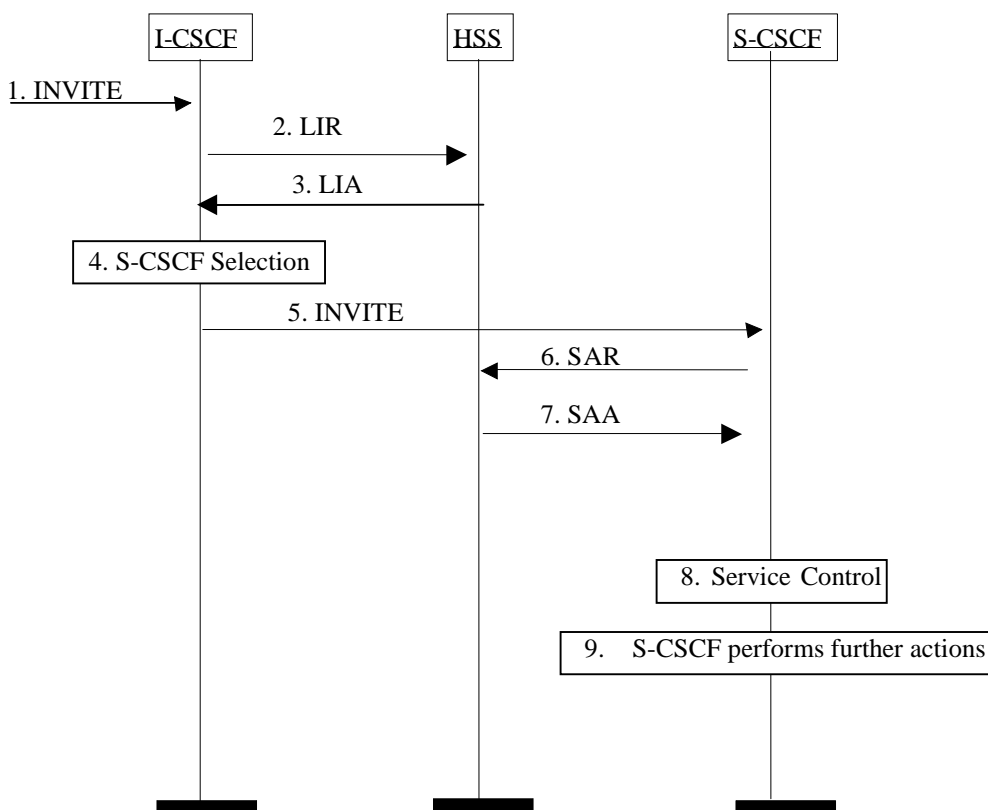 I-CSCF
HSS
S-CSCF
1. INVITE
2. LIR
3. LIA
4. S-CSCF Selection
5. INVITE
6. SAR
7. SAA
8. Service Control
9. S-CSCF performs further actions